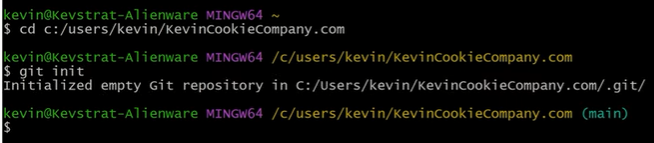 kevin@Kevstrat-Alienware MINGW64 ~
$ cd c:/users/kevin/KevinCookieCompany.com
kevin@Kevstrat-Alienware MINGW64 /c/users/kevin/KevinCookieCompany.com
$ git init
Initialized empty Git repository in C:/Users/kevin/KevinCookieCompany.com/.git/
kevin@Kevstrat-Alienware MINGW64 /c/users/kevin/KevinCookieCompany.com (main)
$